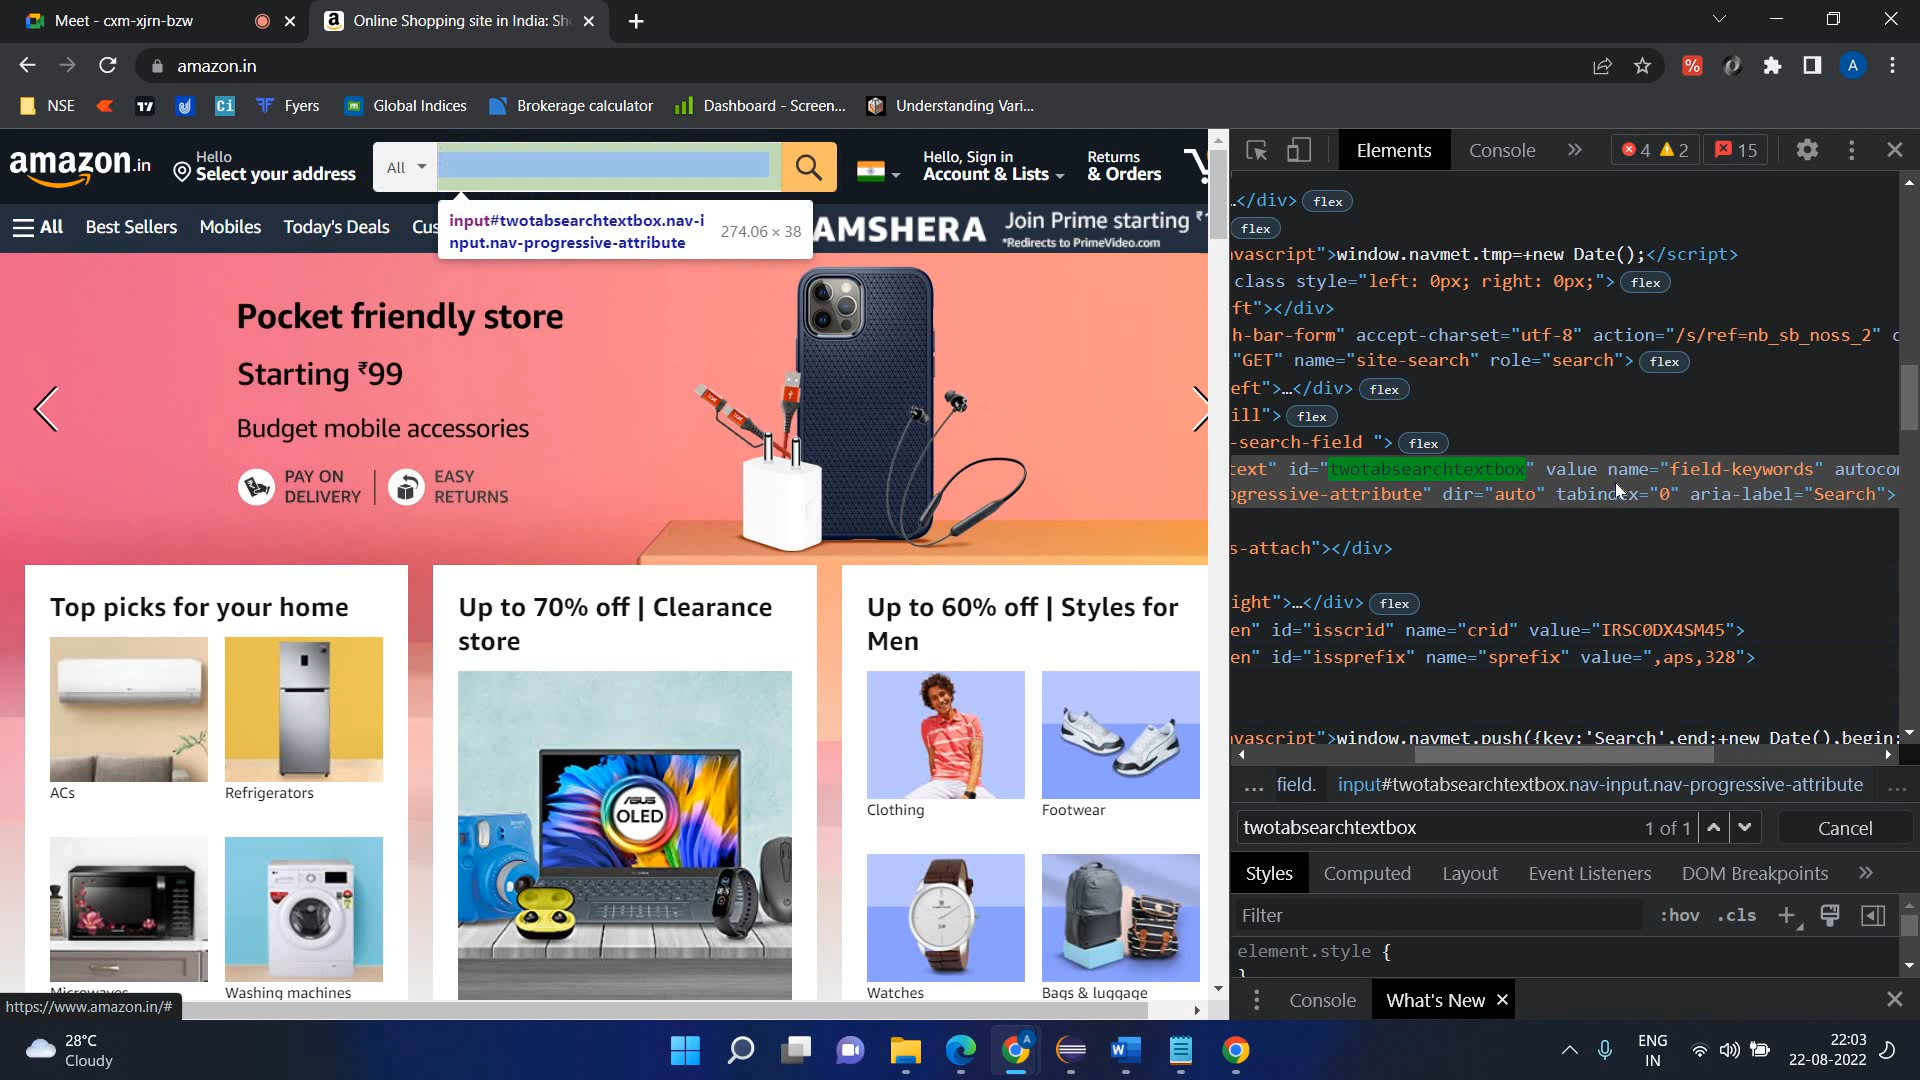 Meet - cxm-xjrn-bzw
Online Shopping site in India: Sh
amazon.in
A
NSE
Ci
Fyers
Global Indices
Brokerage calculator
Dashboard - Screen...
Understanding Vari...
amazon.in
Hello
Select your address
All
Hello, Sign in
Account & Lists
Returns
& Orders
All
Best Sellers
Mobiles
Today's Deals
Cus
input#twotabsearchtextbox.nav-i
nput.nav-progressive-attribute
274.06 × 38
AMSHERA
Join Prime starting ₹1
*Redirects to PrimeVideo.com
Pocket friendly store
Starting ₹99
Budget mobile accessories
PAY ON
DELIVERY
EASY
RETURNS
Top picks for your home
ACs
Refrigerators
Microwaves
Washing machines
Up to 70% off | Clearance
store
ASUS
OLED
Up to 60% off | Styles for
Men
Clothing
Footwear
Watches
Bags & luggage
https://www.amazon.in/#
Elements
Console
4
2
15
…</div>
flex
flex
avascript">window.navmet.tmp=+new Date();</script>
class style="left: 0px; right: 0px;">
flex
ft"></div>
h-bar-form" accept-charset="utf-8" action="/s/ref=nb_sb_noss_2" c
"GET" name="site-search" role="search">
flex
eft">…</div>
flex
ill">
flex
-search-field ">
flex
text" id="twotabsearchtextbox" value name="field-keywords" autocom
ogressive-attribute" dir="auto" tabindex="0" aria-label="Search">
s-attach"></div>
ight">…</div>
flex
en" id="isscrid" name="crid" value="IRSC0DX4SM45">
en" id="issprefix" name="sprefix" value=",aps,328">
avascript">window.navmet.push({key:'Search',end:+new Date(),begin:
... field.
input#twotabsearchtextbox.nav-input.nav-progressive-attribute
...
twotabsearchtextbox
1 of 1
Cancel
Styles
Computed
Layout
Event Listeners
DOM Breakpoints
Filter
:hov
.cls
element.style {
}
Console
What's New
28°C
Cloudy
ENG
IN
22:03
22-08-2022